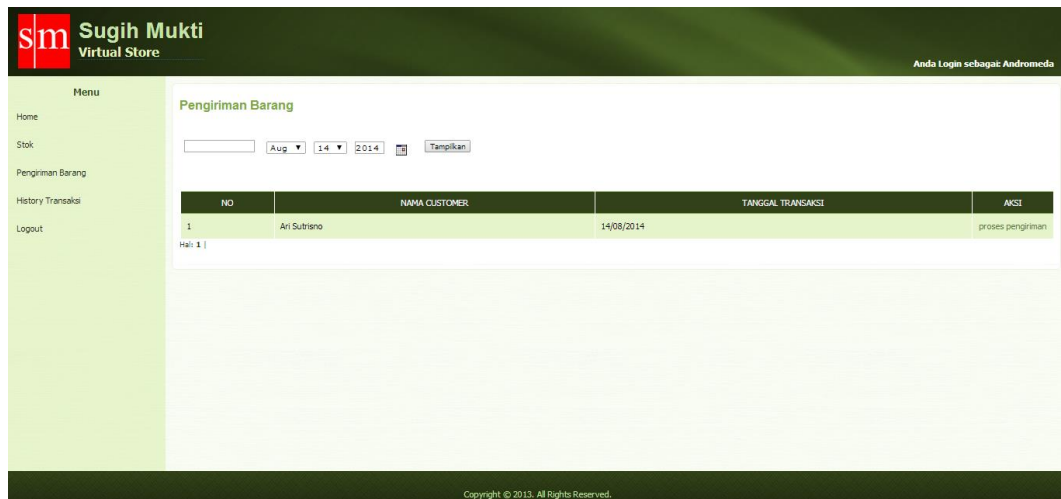 sm Sugih Mukti
Virtual Store
Anda Login sebagai: Andromeda
Menu
Home
Stok
Pengiriman Barang
History Transaksi
Logout
Pengiriman Barang
Aug 14 2014 Tampilkan
NO NAMA CUSTOMER TANGGAL TRANSAKSI AKSI
1 Ari Sutrisno 14/08/2014 proses pengiriman
Hal: 1 |
Copyright © 2013. All Rights Reserved.